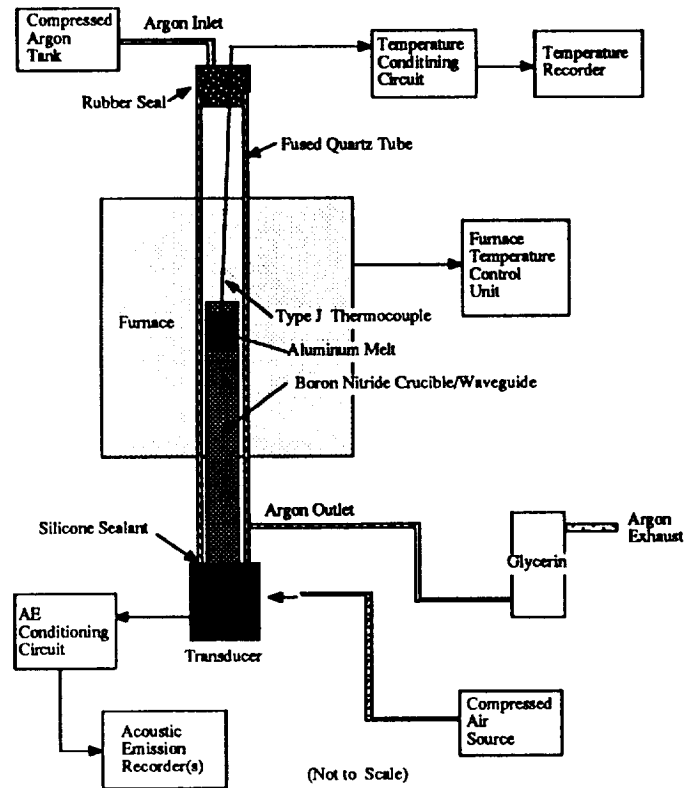 Compressed
Argon
Tank
Argon Inlet
Temperature
Conditining
Circuit
Temperature
Recorder
Rubber Seal
Fused Quartz Tube
Furnace
Temperature
Control
Unit
Furnace
Type J Thermocouple
Aluminum Melt
Boron Nitride Crucible/Waveguide
Argon Outlet
Silicone Sealant
Glycerin
Argon
Exhaust
AE
Conditioning
Circuit
Transducer
Compressed
Air
Source
Acoustic
Emission
Recorder(s)
(Not to Scale)